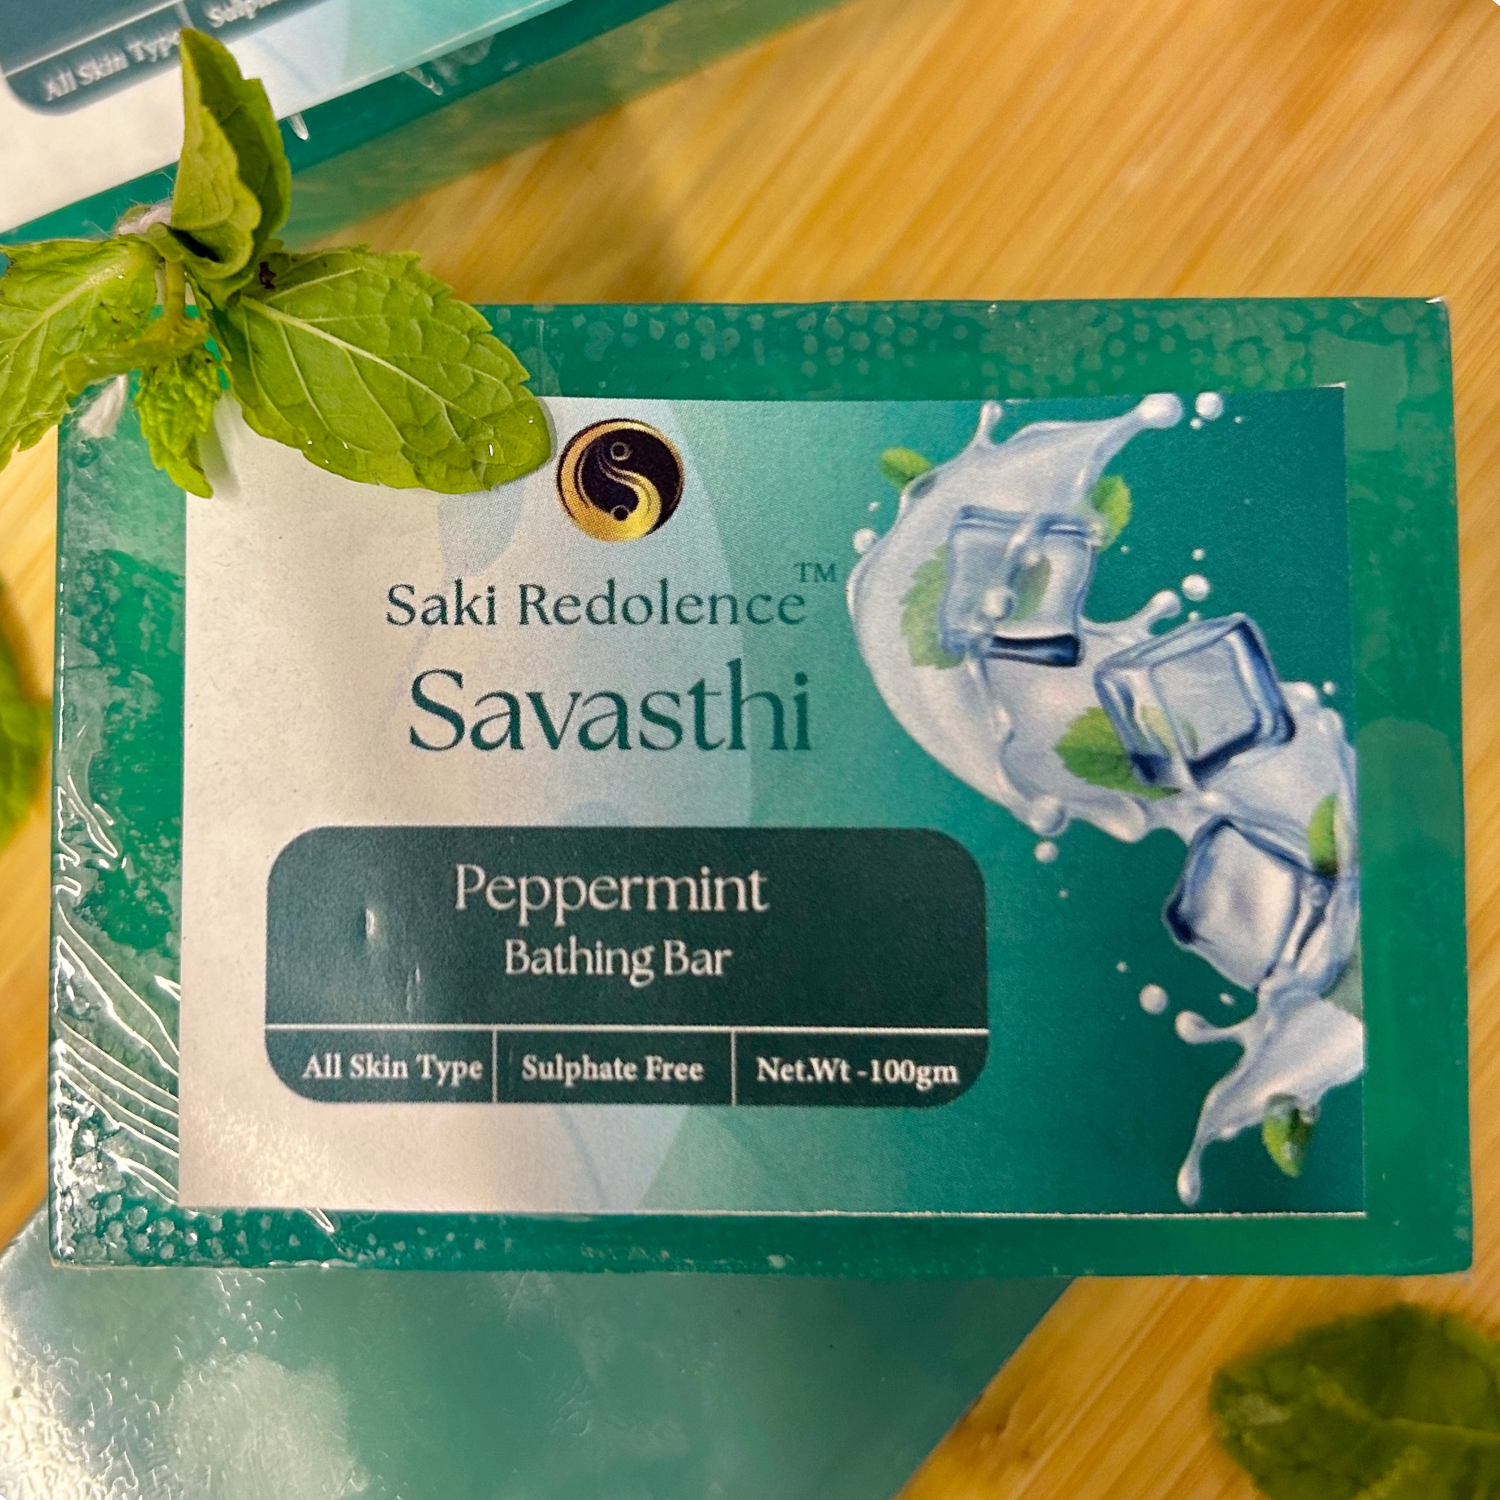 All Skin Type
Saki Redolence™
Savasthi
Peppermint
Bathing Bar
All Skin Type
Sulphate Free
Net.Wt -100gm